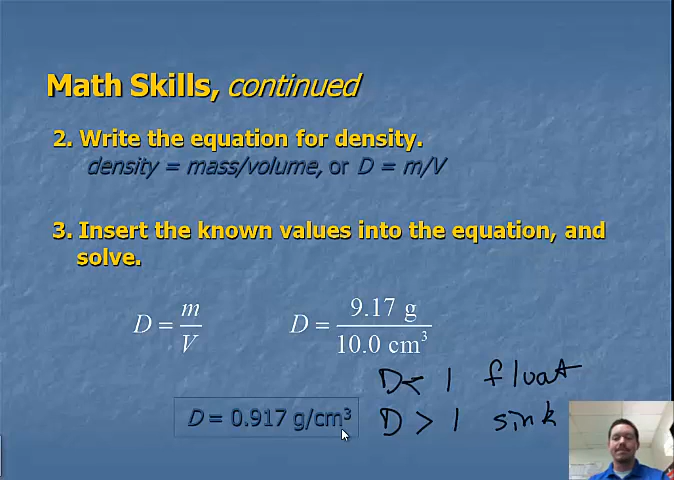 Math Skills, continued
2. Write the equation for density.
density = mass/volume, or D = m/V
3. Insert the known values into the equation, and
solve.
D = m/V
D = 9.17 g/10.0 cm³
D < 1 float
D = 0.917 g/cm³
D > 1 sink